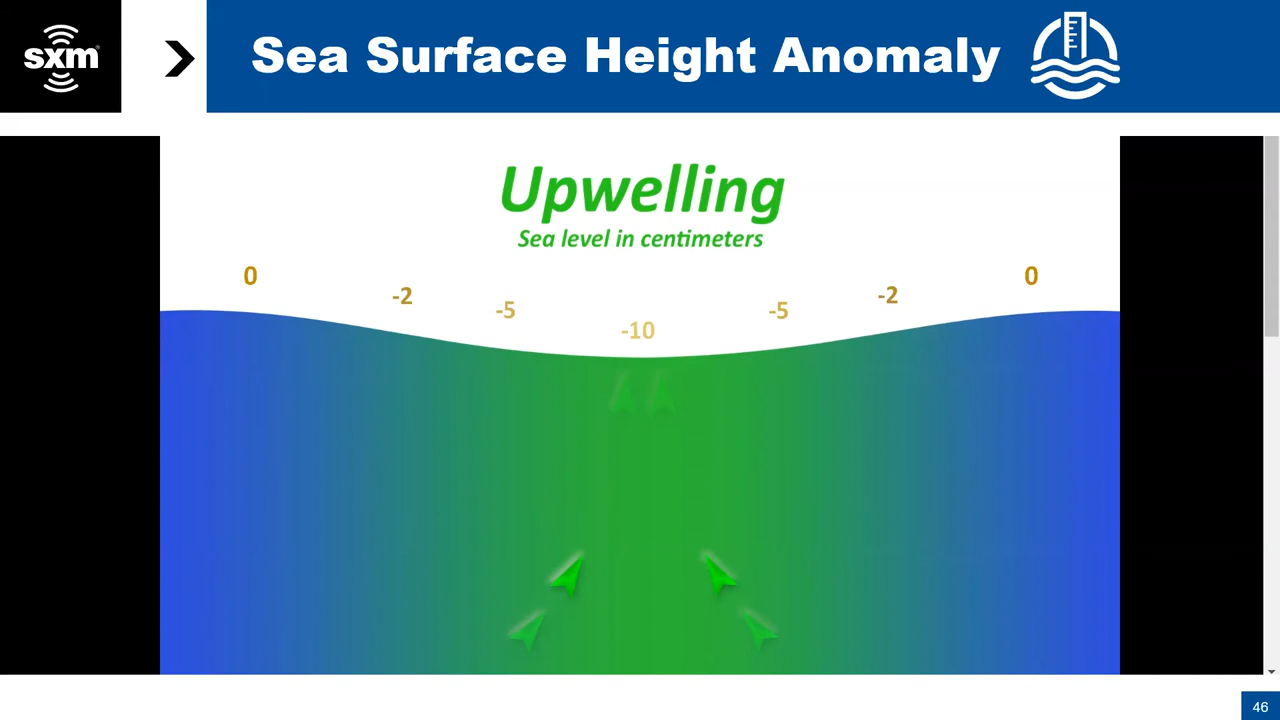 sxm
Sea Surface Height Anomaly
Upwelling
Sea level in centimeters
0 -2 -5 -10 -5 -2 0
46